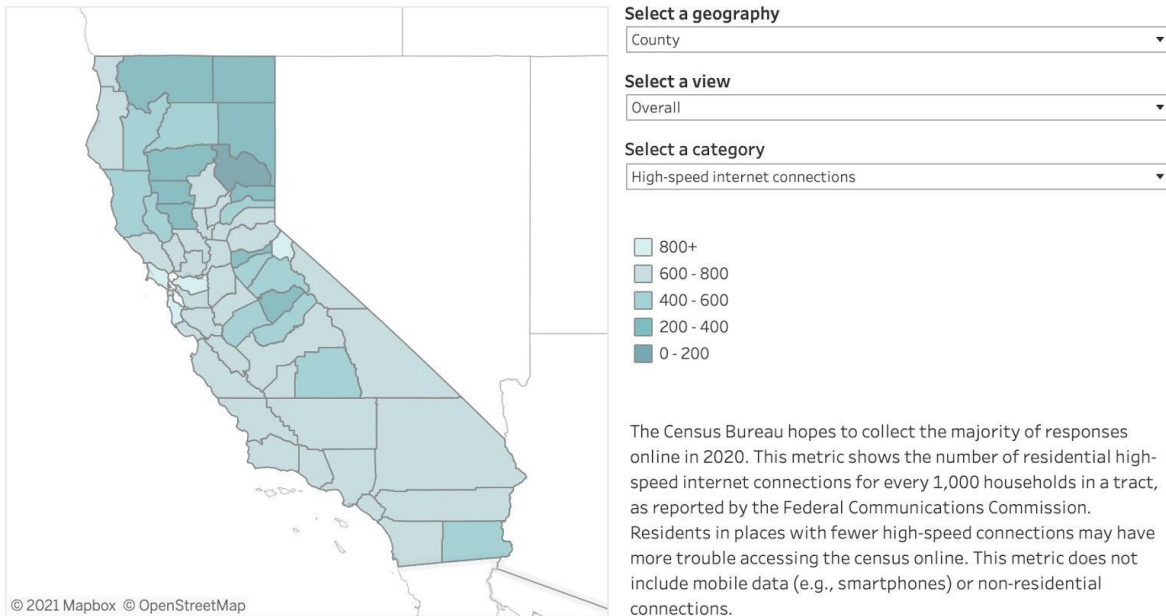 Select a geography
County
Select a view
Overall
Select a category
High-speed internet connections
800+
600 - 800
400 - 600
200 - 400
0 - 200
The Census Bureau hopes to collect the majority of responses
online in 2020. This metric shows the number of residential high-
speed internet connections for every 1,000 households in a tract,
as reported by the Federal Communications Commission.
Residents in places with fewer high-speed connections may have
more trouble accessing the census online. This metric does not
include mobile data (e.g., smartphones) or non-residential
connections.
© 2021 Mapbox © OpenStreetMap